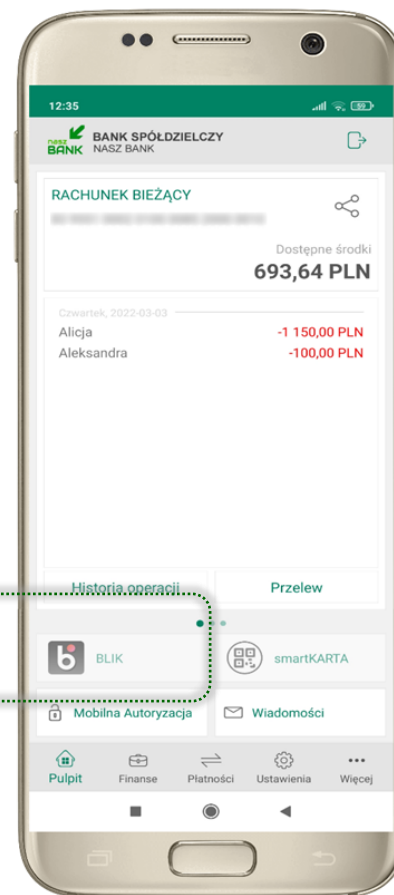 12:35
59
nasz BANK
BANK SPÓŁDZIELCZY
NASZ BANK
RACHUNEK BIEŻĄCY
Dostępne środki
693,64 PLN
Czwartek, 2022-03-03
Alicja -1 150,00 PLN
Aleksandra -100,00 PLN
Historia operacji Przelew
BLIK smartKARTA
Mobilna Autoryzacja Wiadomości
Pulpit Finanse Płatności Ustawienia Więcej